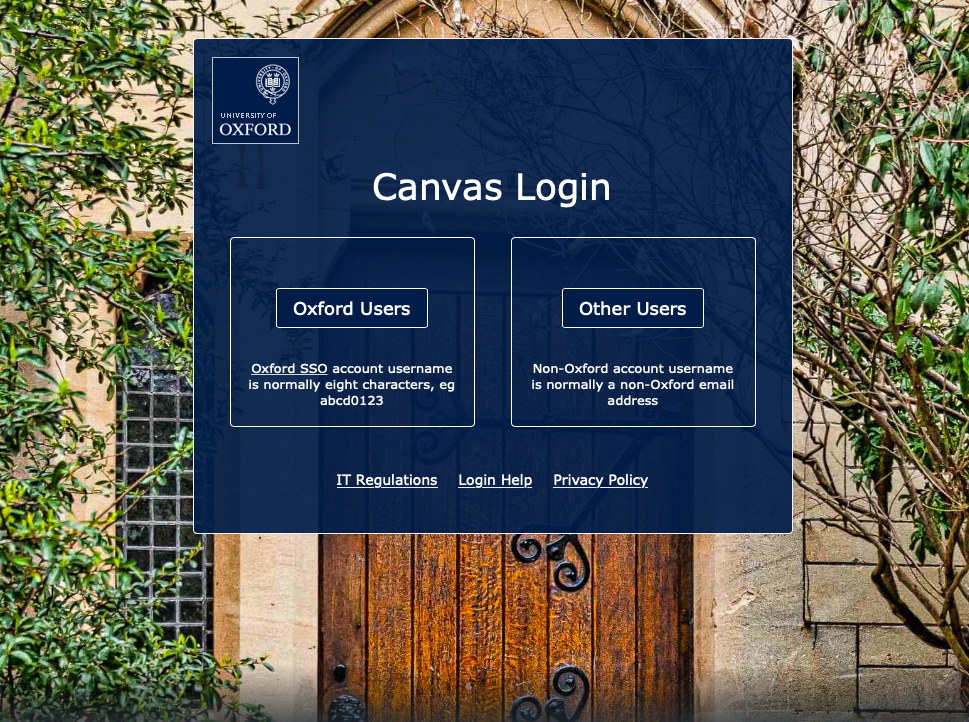 UNIVERSITY OF
OXFORD
Canvas Login
Oxford Users
Oxford SSO account username
is normally eight characters, eg
abcd0123
Other Users
Non-Oxford account username
is normally a non-Oxford email
address
IT Regulations Login Help Privacy Policy